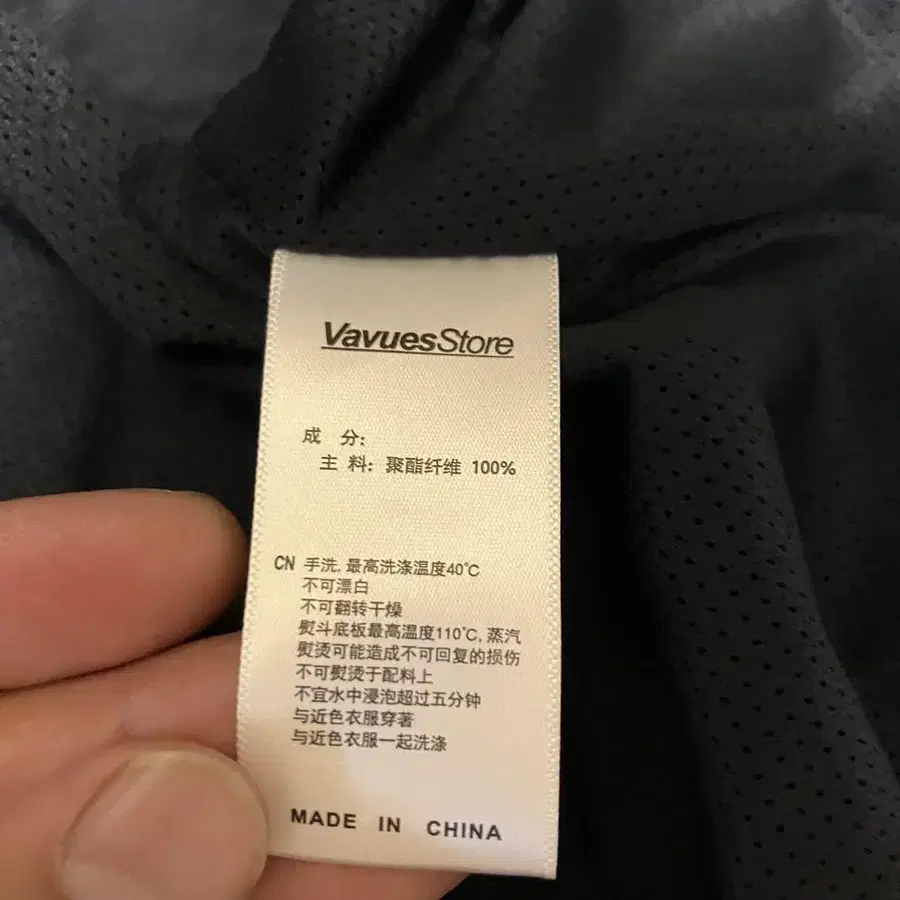 VavuesStore
成 分:
主 料: 聚酯纤维 100%
CN 手洗, 最高洗涤温度40℃
不可漂白
不可翻转干燥
熨斗底板最高温度110℃, 蒸汽
熨烫可能造成不可回复的损伤
不可熨烫于配料上
不宜水中浸泡超过五分钟
与近色衣服穿著
与近色衣服一起洗涤
MADE IN CHINA